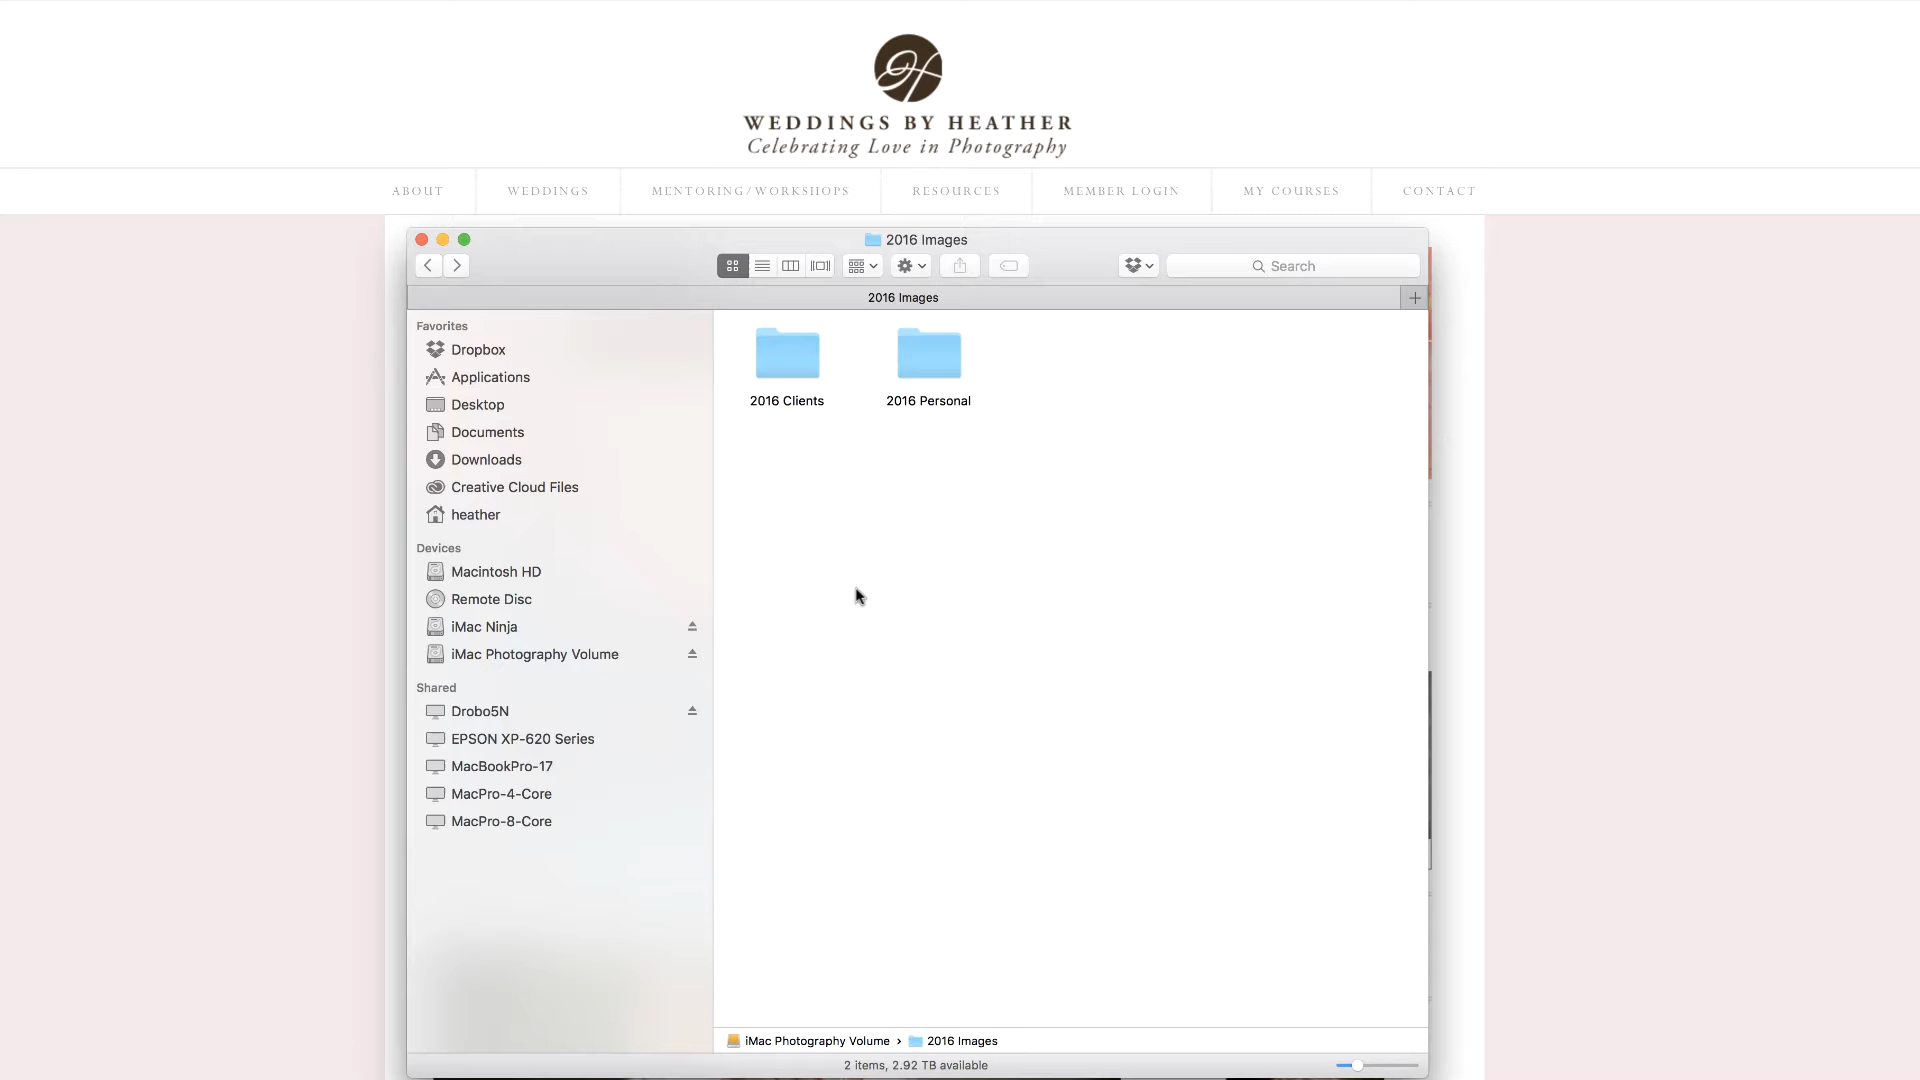 WEDDINGS BY HEATHER
Celebrating Love in Photography
ABOUT WEDDINGS MENTORING/WORKSHOPS RESOURCES MEMBER LOGIN MY COURSES CONTACT
2016 Images
Search
2016 Images
Favorites
Dropbox
Applications
Desktop
Documents
Downloads
Creative Cloud Files
heather
Devices
Macintosh HD
Remote Disc
iMac Ninja
iMac Photography Volume
Shared
Drobo5N
EPSON XP-620 Series
MacBookPro-17
MacPro-4-Core
MacPro-8-Core
2016 Clients
2016 Personal
iMac Photography Volume › 2016 Images
2 items, 2.92 TB available